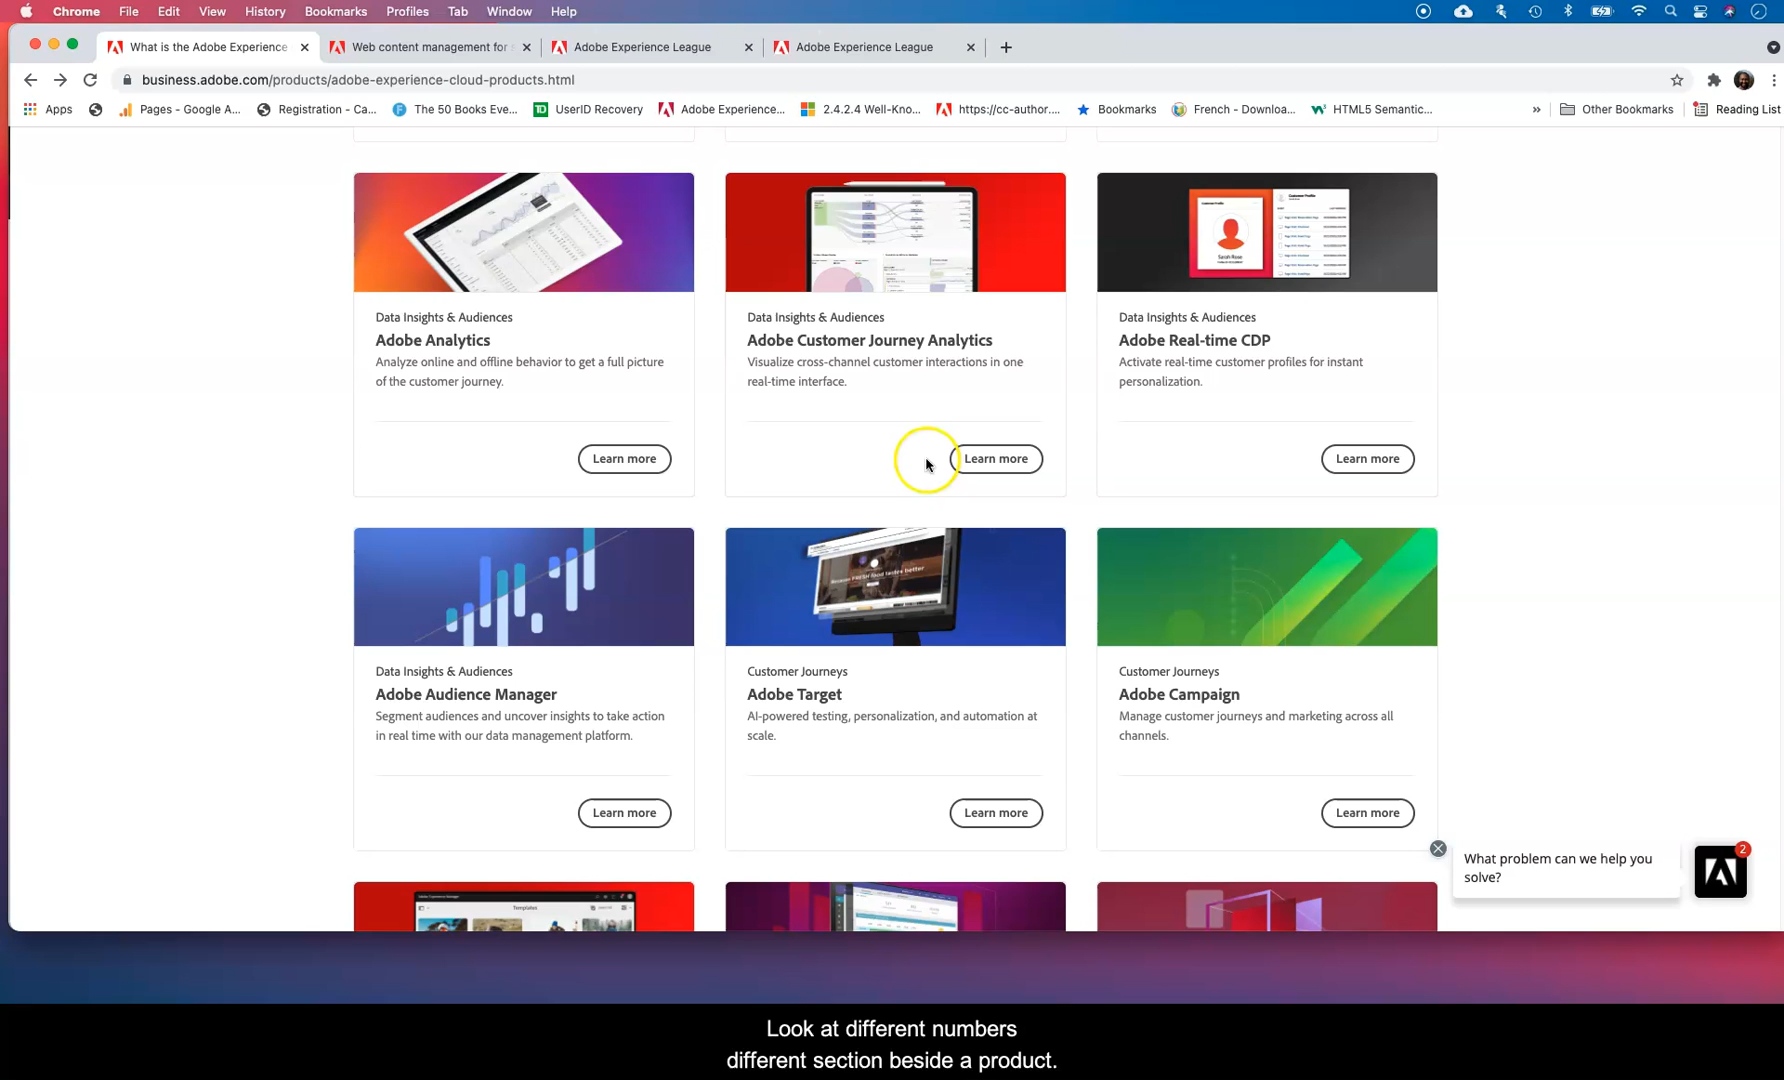 Chrome File Edit View History Bookmarks Profiles Tab Window Help
What is the Adobe Experience
Web content management for
Adobe Experience League
Adobe Experience League
business.adobe.com/products/adobe-experience-cloud-products.html
Apps
Pages - Google A...
Registration - Ca...
The 50 Books Eve...
UserID Recovery
Adobe Experience...
2.4.2.4 Well-Kno...
https://cc-author....
Bookmarks
French - Downloa...
HTML5 Semantic...
»
Other Bookmarks
Reading List
Customer Profile
Sarah Rose
Data Insights & Audiences
Adobe Analytics
Analyze online and offline behavior to get a full picture
of the customer journey.
Learn more
Data Insights & Audiences
Adobe Customer Journey Analytics
Visualize cross-channel customer interactions in one
real-time interface.
Learn more
Data Insights & Audiences
Adobe Real-time CDP
Activate real-time customer profiles for instant
personalization.
Learn more
Data Insights & Audiences
Adobe Audience Manager
Segment audiences and uncover insights to take action
in real time with our data management platform.
Learn more
Customer Journeys
Adobe Target
AI-powered testing, personalization, and automation at
scale.
Learn more
Customer Journeys
Adobe Campaign
Manage customer journeys and marketing across all
channels.
Learn more
What problem can we help you
solve?
2
Templates
Look at different numbers
different section beside a product.